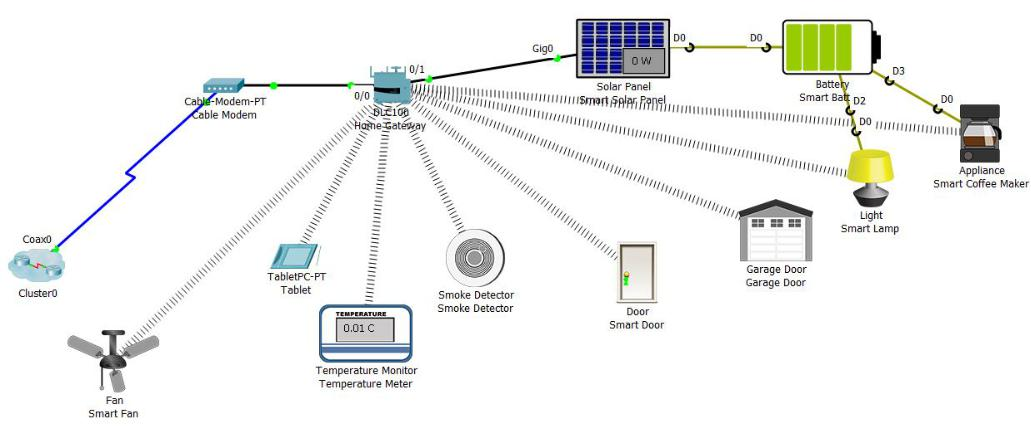 D0
D0
Gig0
0 W
D3
Solar Panel
Smart Solar Panel
Battery
Smart Batt
D2
D0
D0
0/1
0/0
Cable-Modem-PT
Cable Modem
DLC100
Home Gateway
Appliance
Smart Coffee Maker
Light
Smart Lamp
Coax0
Cluster0
TabletPC-PT
Tablet
Smoke Detector
Smoke Detector
Garage Door
Garage Door
Door
Smart Door
TEMPERATURE
0.01 C
Temperature Monitor
Temperature Meter
Fan
Smart Fan